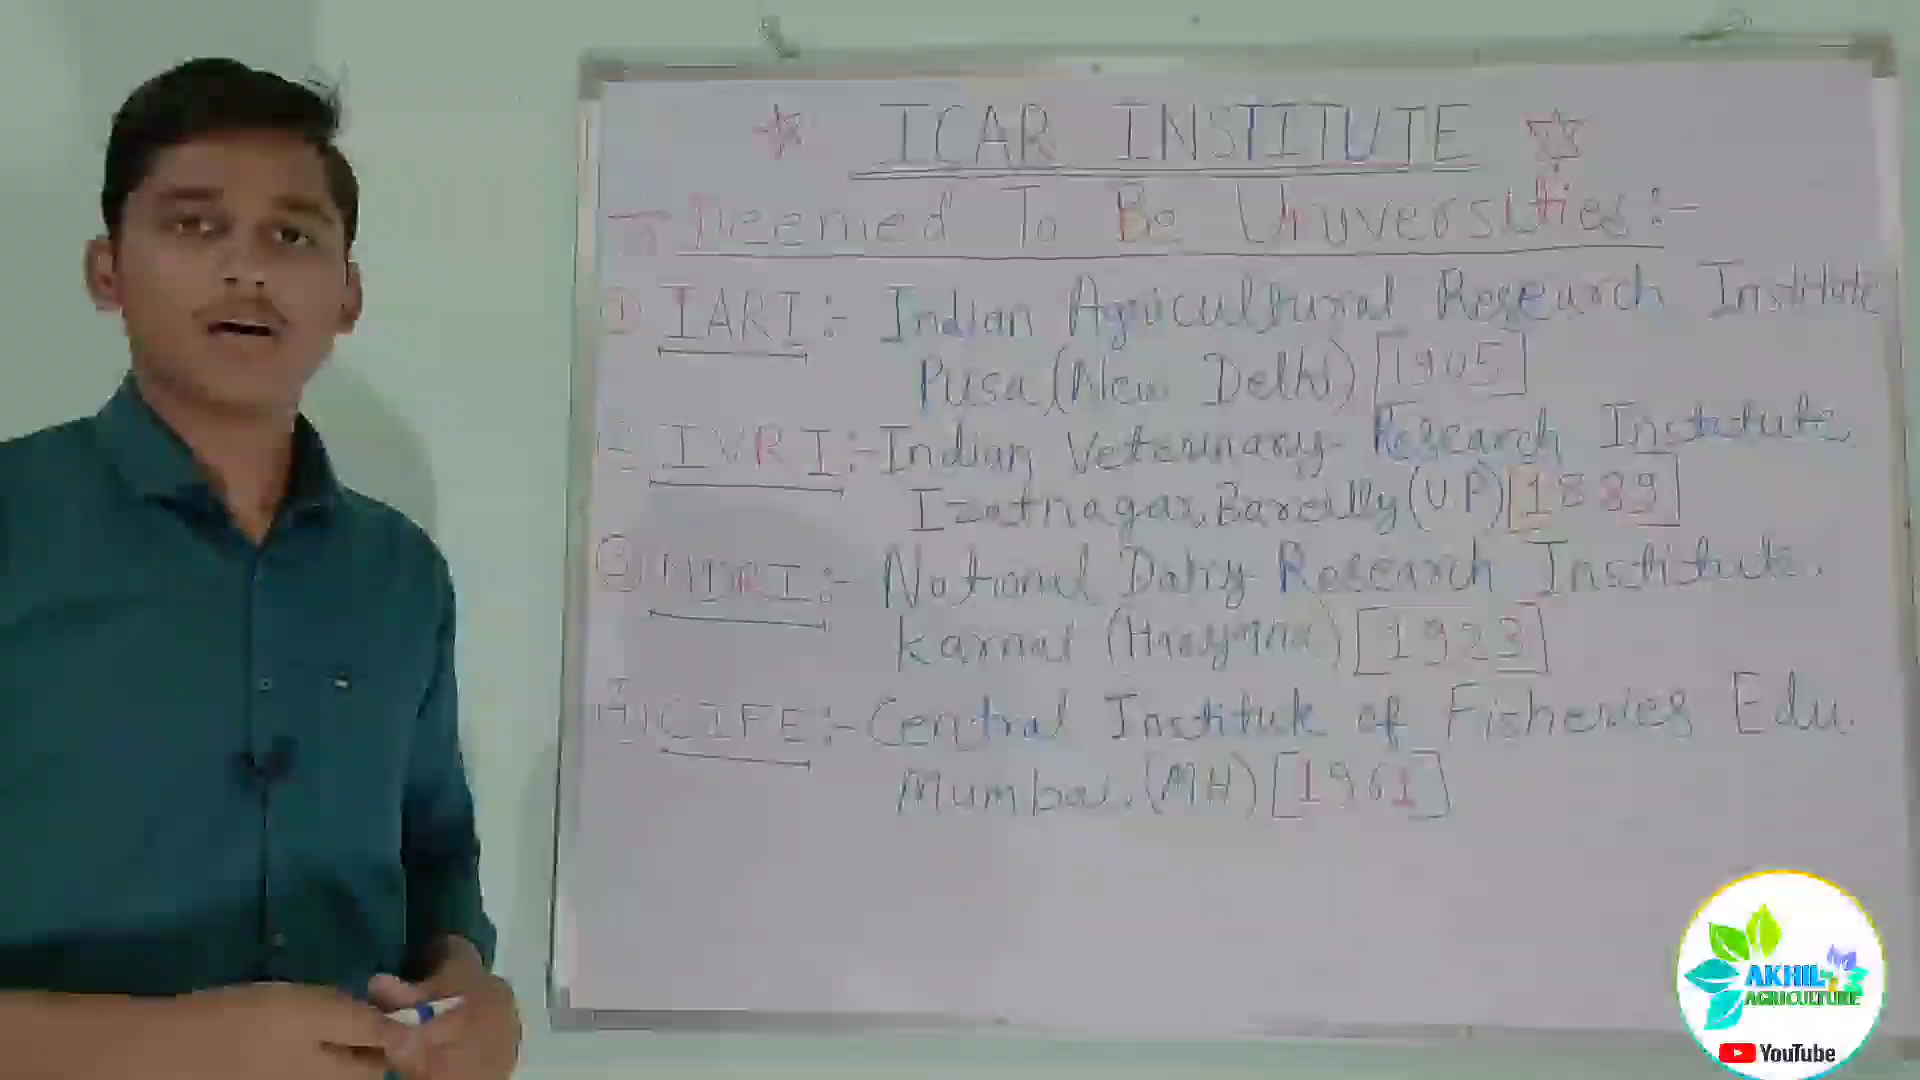 ICAR INSTITUTE
Deemed To Be Universities:-
① IARI:- Indian Agricultural Research Institute
Pusa, (New Delhi) [1905]
② IVRI:- Indian Veterinary Research Institute
Izatnagar, Bareilly (U.P) [1889]
③ NDRI:- National Dairy Research Institute.
Karnal (Haryana) [1923]
④ CIFE:- Central Institute of Fisheries Edu.
Mumbai. (MH) [1961]
AKHIL
AGRICULTURE
YouTube